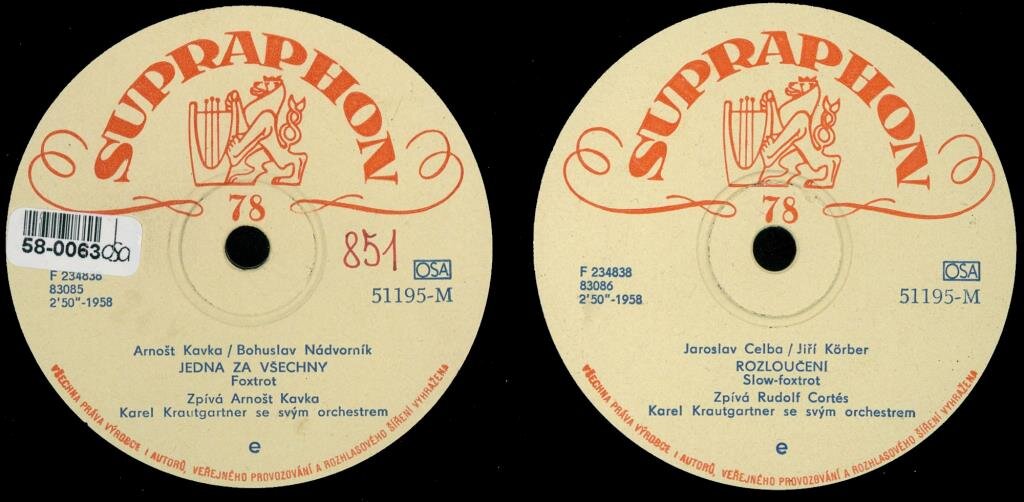 SUPRAPHON
78
58-0063 osa
851
F 234838
83085
2'50"-1958
OSA
51195-M
Arnošt Kavka / Bohuslav Nádvorník
JEDNA ZA VŠECHNY
Foxtrot
Zpívá Arnošt Kavka
Karel Krautgartner se svým orchestrem
e
VŠECHNA PRÁVA VÝROBCE I AUTORŮ, VEŘEJNÉHO PROVOZOVÁNÍ A ROZHLASOVÉHO ŠÍŘENÍ VYHRAŽENA
SUPRAPHON
78
F 234838
83086
2'50"-1958
OSA
51195-M
Jaroslav Celba / Jiří Körber
ROZLOUČENÍ
Slow-foxtrot
Zpívá Rudolf Cortés
Karel Krautgartner se svým orchestrem
e
VŠECHNA PRÁVA VÝROBCE I AUTORŮ, VEŘEJNÉHO PROVOZOVÁNÍ A ROZHLASOVÉHO ŠÍŘENÍ VYHRAŽENA